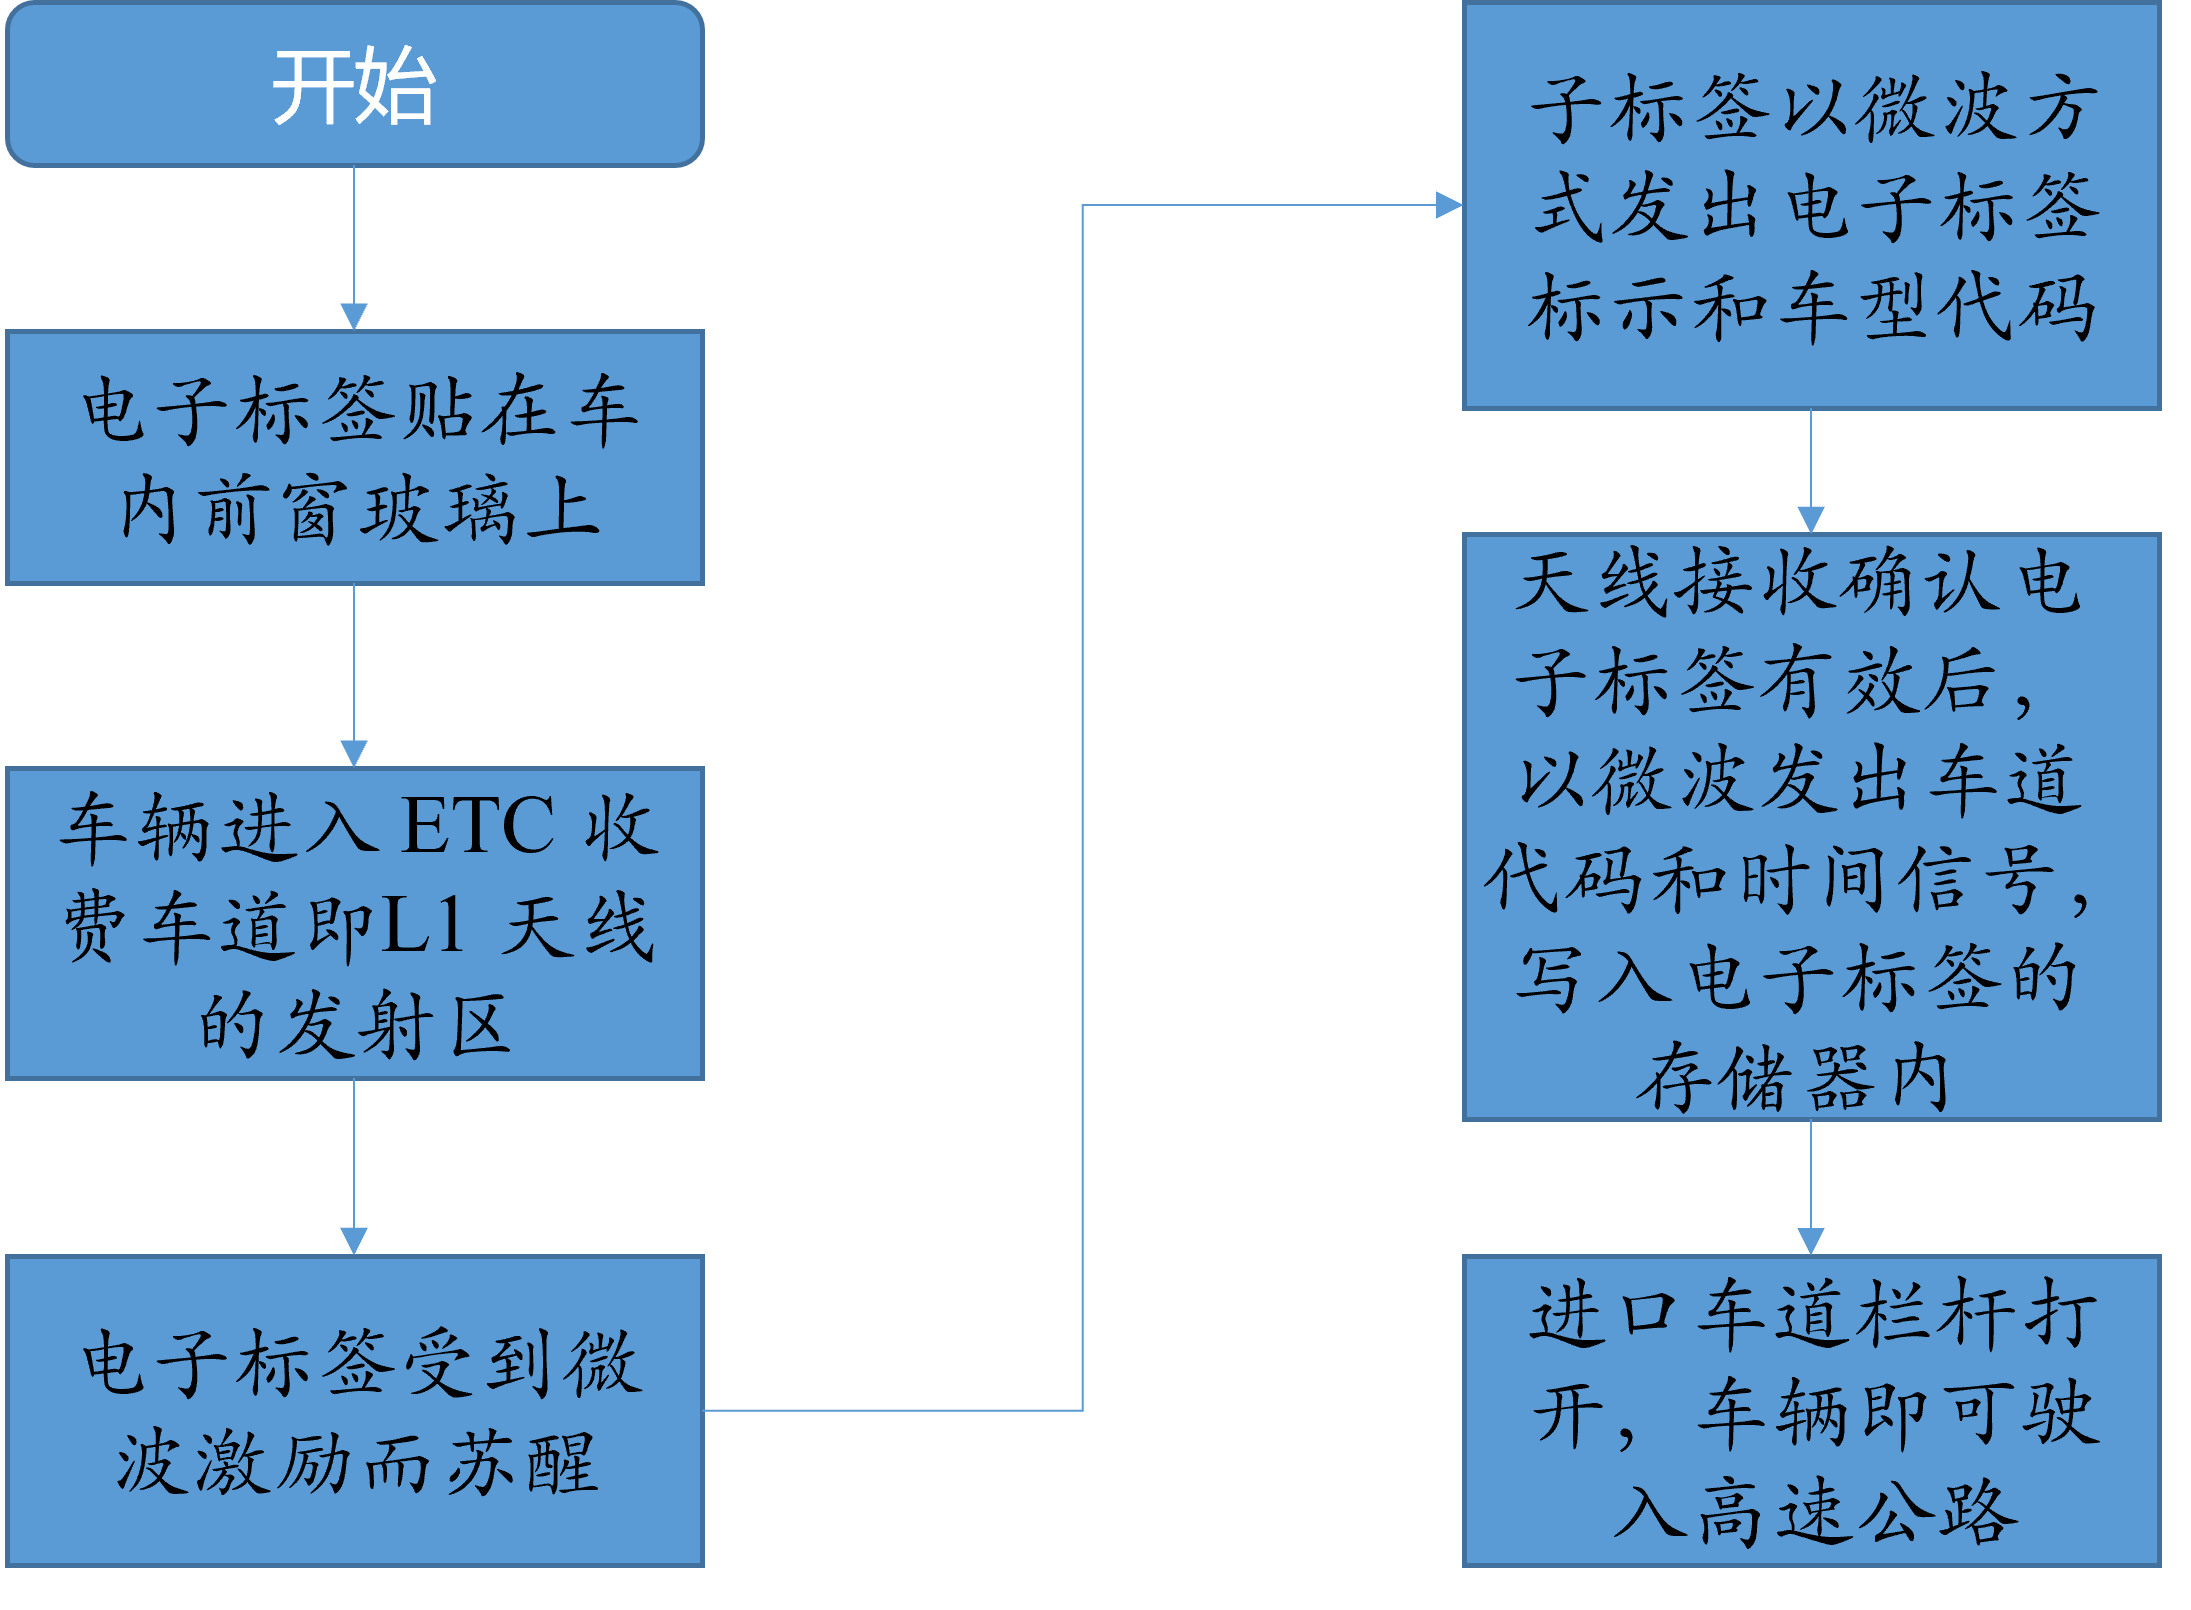 开始
电子标签贴在车
内前窗玻璃上
车辆进入 ETC 收
费车道即L1 天线
的发射区
电子标签受到微
波激励而苏醒
子标签以微波方
式发出电子标签
标示和车型代码
天线接收确认电
子标签有效后，
以微波发出车道
代码和时间信号，
写入电子标签的
存储器内
进口车道栏杆打
开，车辆即可驶
入高速公路